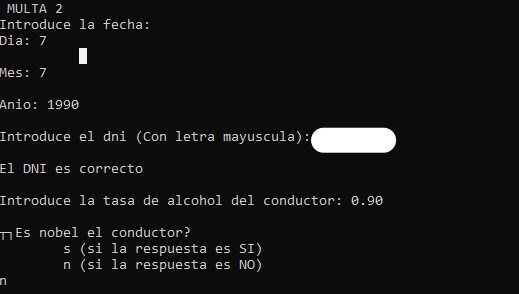 MULTA 2
Introduce la fecha:
Dia: 7
Mes: 7
Anio: 1990
Introduce el dni (Con letra mayuscula):
El DNI es correcto
Introduce la tasa de alcohol del conductor: 0.90
┬┐Es nobel el conductor?
s (si la respuesta es SI)
n (si la respuesta es NO)
n